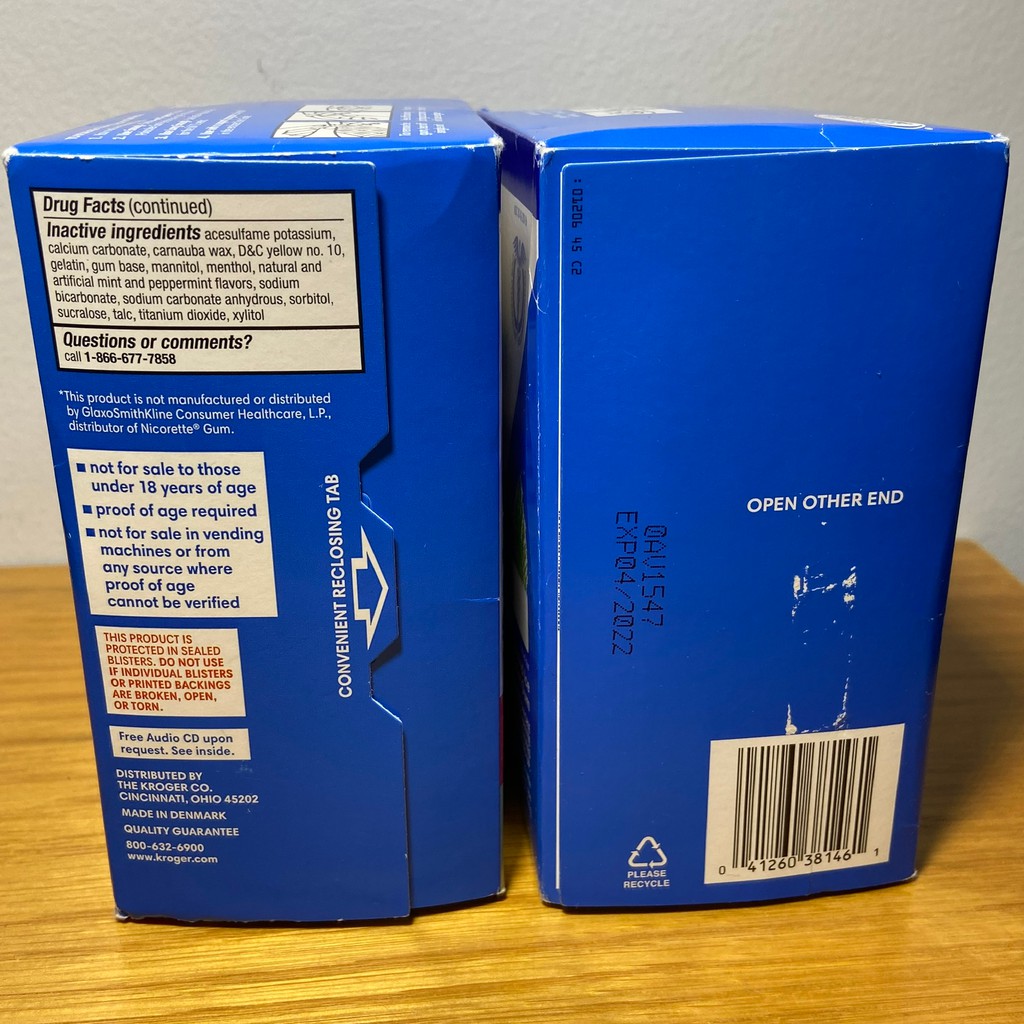 Drug Facts (continued)
Inactive ingredients acesulfame potassium,
calcium carbonate, carnauba wax, D&C yellow no. 10,
gelatin, gum base, mannitol, menthol, natural and
artificial mint and peppermint flavors, sodium
bicarbonate, sodium carbonate anhydrous, sorbitol,
sucralose, talc, titanium dioxide, xylitol
Questions or comments?
call 1-866-677-7858
*This product is not manufactured or distributed
by GlaxoSmithKline Consumer Healthcare, L.P.,
distributor of Nicorette® Gum.
■ not for sale to those
under 18 years of age
■ proof of age required
■ not for sale in vending
machines or from
any source where
proof of age
cannot be verified
THIS PRODUCT IS
PROTECTED IN SEALED
BLISTERS. DO NOT USE
IF INDIVIDUAL BLISTERS
OR PRINTED BACKINGS
ARE BROKEN, OPEN,
OR TORN.
Free Audio CD upon
request. See inside.
DISTRIBUTED BY
THE KROGER CO.
CINCINNATI, OHIO 45202
MADE IN DENMARK
QUALITY GUARANTEE
800-632-6900
www.kroger.com
CONVENIENT RECLOSING TAB
OPEN OTHER END
0AV1547
EXP04/2022
PLEASE
RECYCLE
0 41260 38146 1